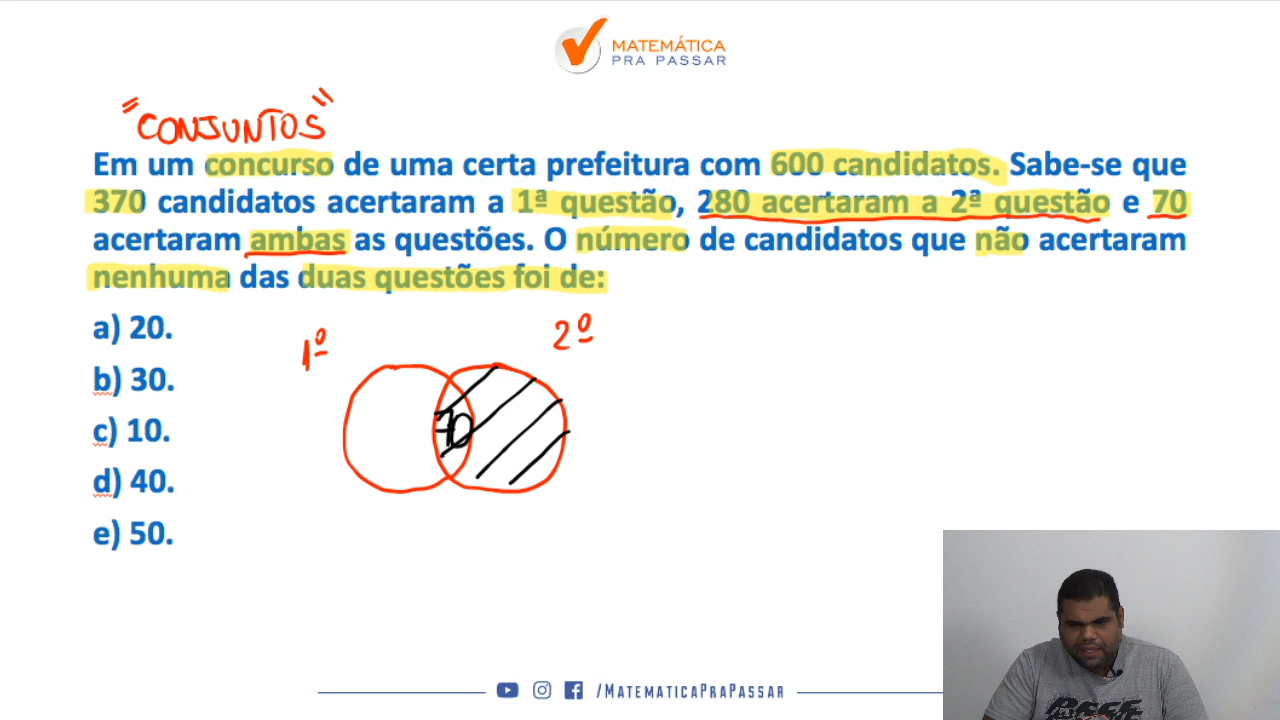 MATEMÁTICA
PRA PASSAR
"CONJUNTOS"
Em um concurso de uma certa prefeitura com 600 candidatos. Sabe-se que
370 candidatos acertaram a 1ª questão, 280 acertaram a 2ª questão e 70
acertaram ambas as questões. O número de candidatos que não acertaram
nenhuma das duas questões foi de:
a) 20.
1º
2º
b) 30.
c) 10.
70
d) 40.
e) 50.
/MATEMATICAPRAPASSAR